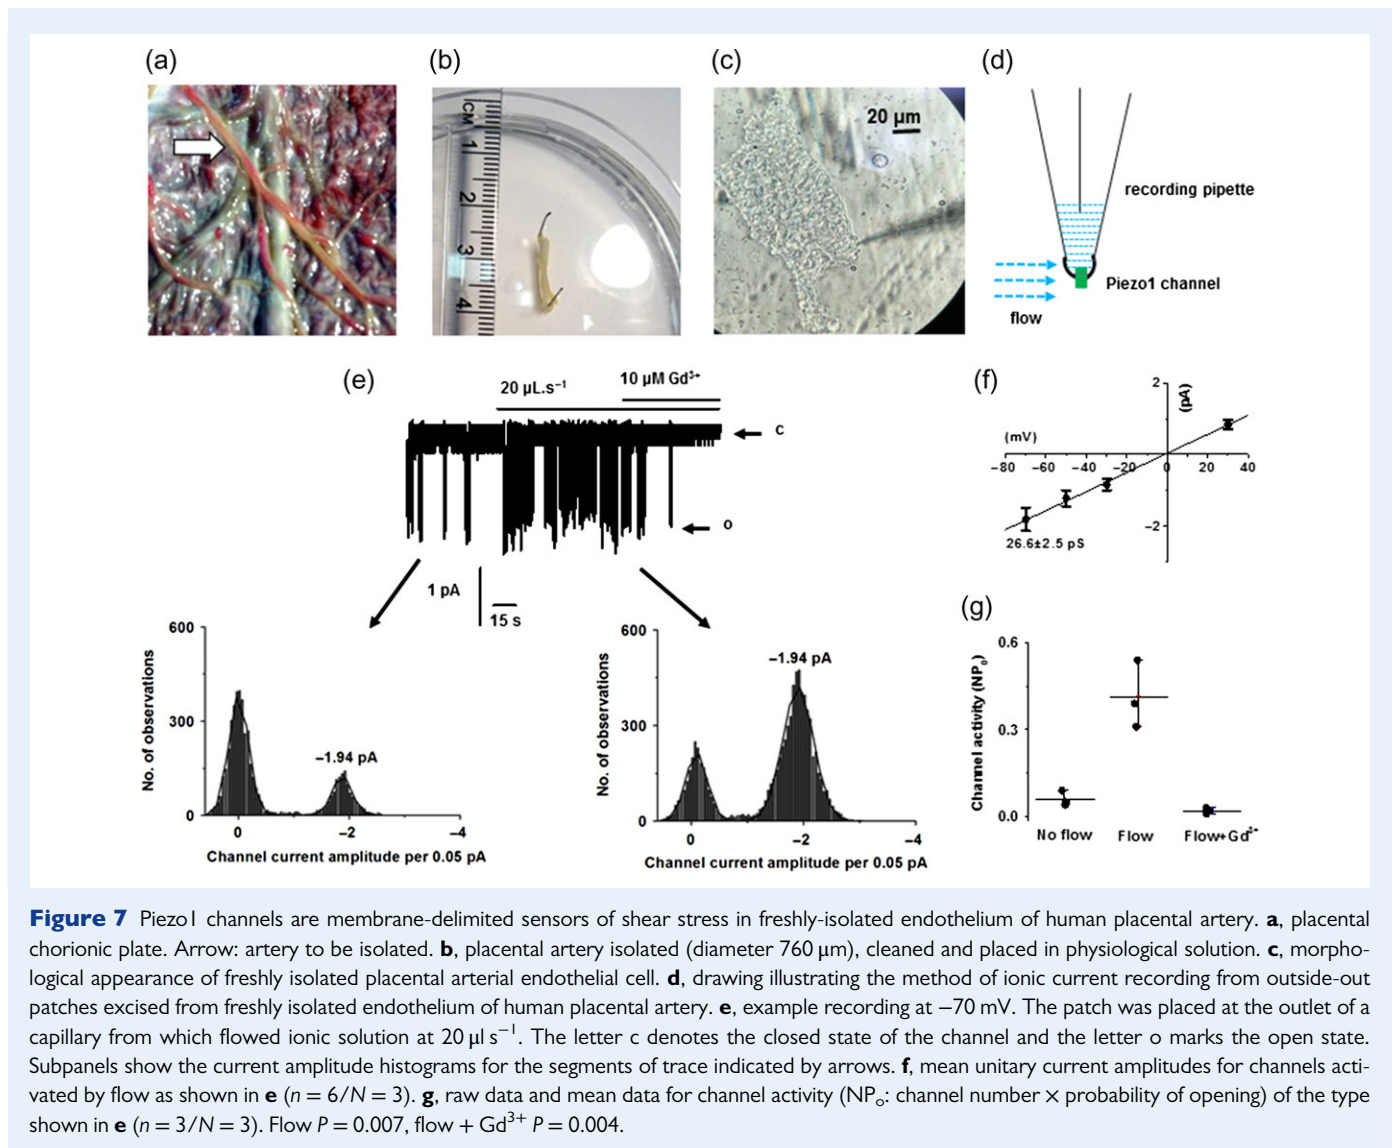 (a)
(b)
(c)
(d)
CM
1
2
3
4
20 µm
recording pipette
Piezo1 channel
flow
(e)
20 µL.s⁻¹
10 µM Gd³⁺
c
o
1 pA
15 s
(f)
2
(pA)
(mV)
−80 −60 −40 −20 0 20 40
−2
26.6±2.5 pS
600
300
0
No. of observations
−1.94 pA
0 −2 −4
Channel current amplitude per 0.05 pA
600
300
0
No. of observations
−1.94 pA
0 −2 −4
Channel current amplitude per 0.05 pA
(g)
0.6
0.3
0.0
Channel activity (NP₀)
No flow Flow Flow+Gd³⁺
Figure 7 Piezo1 channels are membrane-delimited sensors of shear stress in freshly-isolated endothelium of human placental artery. a, placental
chorionic plate. Arrow: artery to be isolated. b, placental artery isolated (diameter 760 µm), cleaned and placed in physiological solution. c, morpho-
logical appearance of freshly isolated placental arterial endothelial cell. d, drawing illustrating the method of ionic current recording from outside-out
patches excised from freshly isolated endothelium of human placental artery. e, example recording at −70 mV. The patch was placed at the outlet of a
capillary from which flowed ionic solution at 20 µl s⁻¹. The letter c denotes the closed state of the channel and the letter o marks the open state.
Subpanels show the current amplitude histograms for the segments of trace indicated by arrows. f, mean unitary current amplitudes for channels acti-
vated by flow as shown in e (n = 6/N = 3). g, raw data and mean data for channel activity (NPₒ: channel number × probability of opening) of the type
shown in e (n = 3/N = 3). Flow P = 0.007, flow + Gd³⁺ P = 0.004.